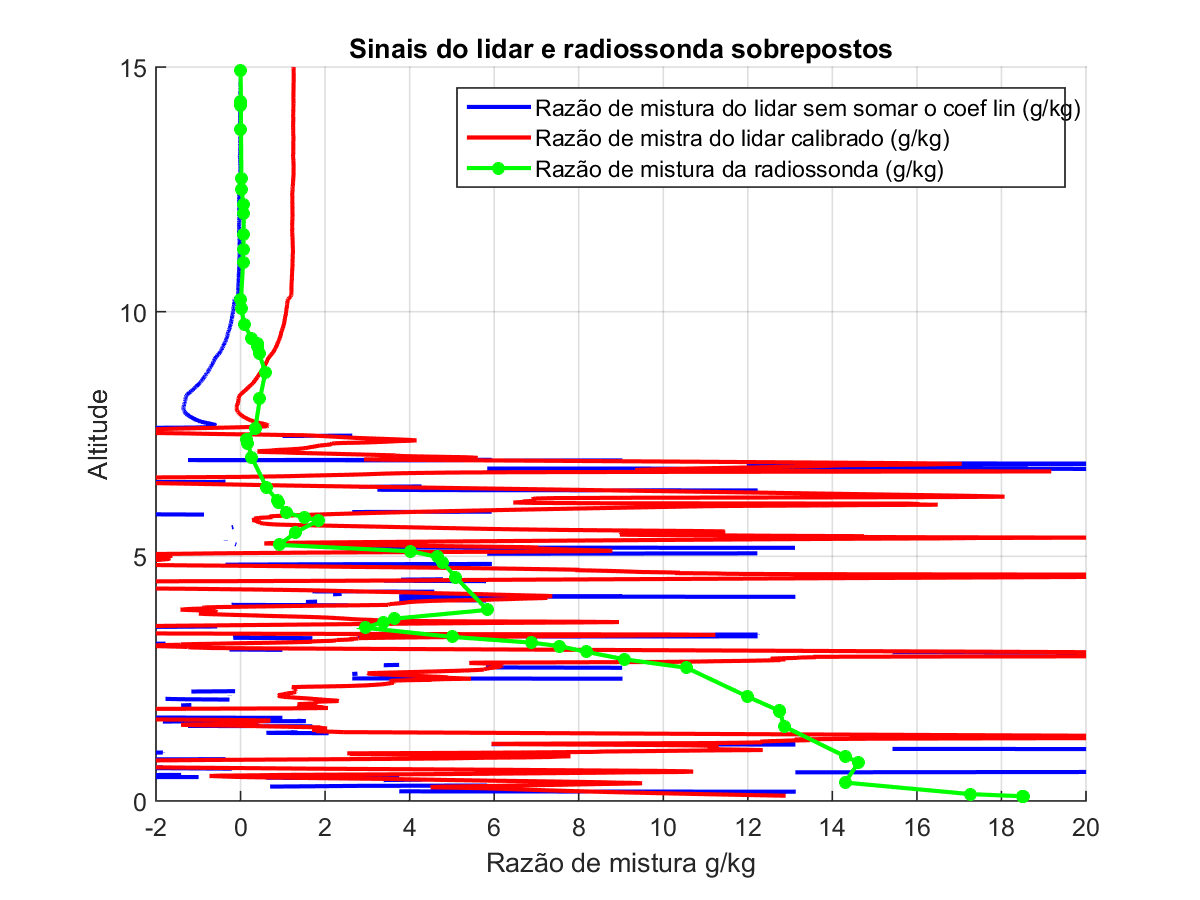 Sinais do lidar e radiossonda sobrepostos
Razão de mistura do lidar sem somar o coef lin (g/kg)
Razão de mistra do lidar calibrado (g/kg)
Razão de mistura da radiossonda (g/kg)
15
10
5
0
Altitude
-2 0 2 4 6 8 10 12 14 16 18 20
Razão de mistura g/kg